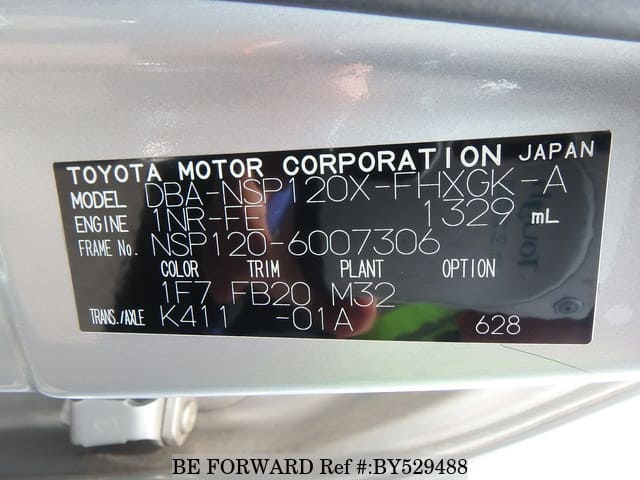 TOYOTA MOTOR CORPORATION JAPAN
MODEL DBA-NSP120X-FHXGK-A
ENGINE 1NR-FE 1329 mL
FRAME No. NSP120-6007306
COLOR TRIM PLANT OPTION
1F7 FB20 M32
TRANS./AXLE K411 -01A 628
BE FORWARD Ref #:BY529488